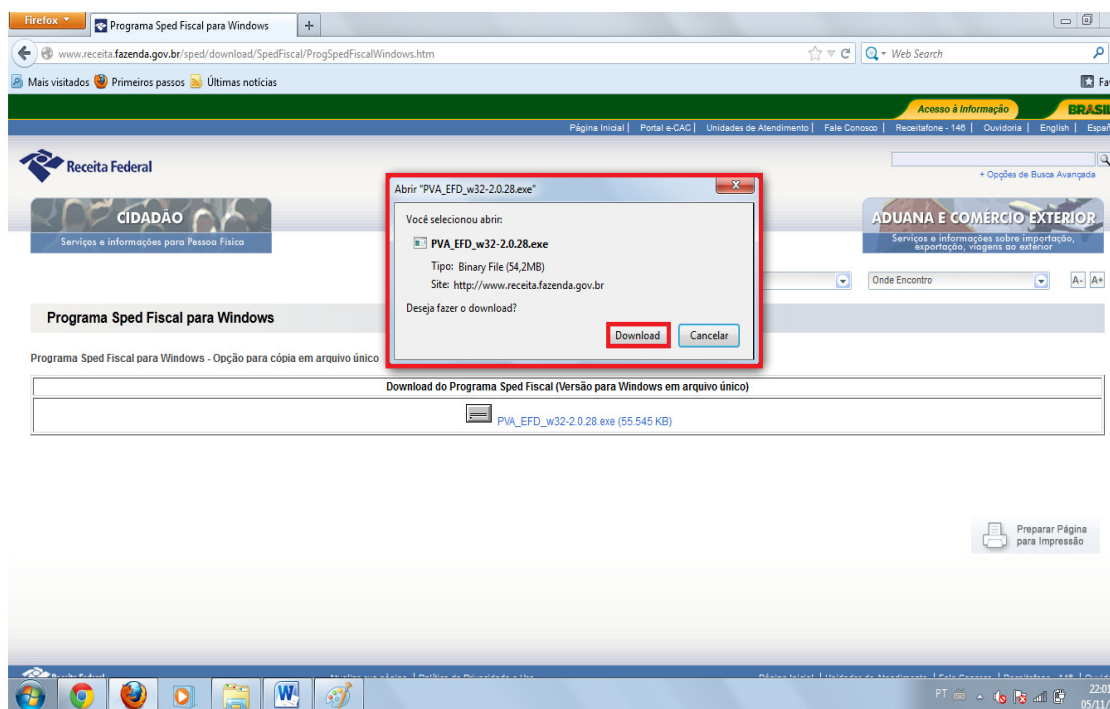 Firefox
Programa Sped Fiscal para Windows
www.receita.fazenda.gov.br/sped/download/SpedFiscal/ProgSpedFiscalWindows.htm
Web Search
Mais visitados Primeiros passos Últimas notícias
Acesso à Informação
BRASIL
Página Inicial | Portal e-CAC | Unidades de Atendimento | Fale Conosco | Receitafone - 146 | Ouvidoria | English | Españ
Receita Federal
+ Opções de Busca Avançada
CIDADÃO
Serviços e informações para Pessoa Física
ADUANA E COMÉRCIO EXTERIOR
Serviços e informações sobre importação,
exportação, viagens ao exterior
Onde Encontro
A- A+
Abrir "PVA_EFD_w32-2.0.28.exe"
Você selecionou abrir:
PVA_EFD_w32-2.0.28.exe
Tipo: Binary File (54,2MB)
Site: http://www.receita.fazenda.gov.br
Deseja fazer o download?
Download Cancelar
Programa Sped Fiscal para Windows
Programa Sped Fiscal para Windows - Opção para cópia em arquivo único
Download do Programa Sped Fiscal (Versão para Windows em arquivo único)
PVA_EFD_w32-2.0.28.exe (55.545 KB)
Preparar Página
para Impressão
PT
22:01
05/11/